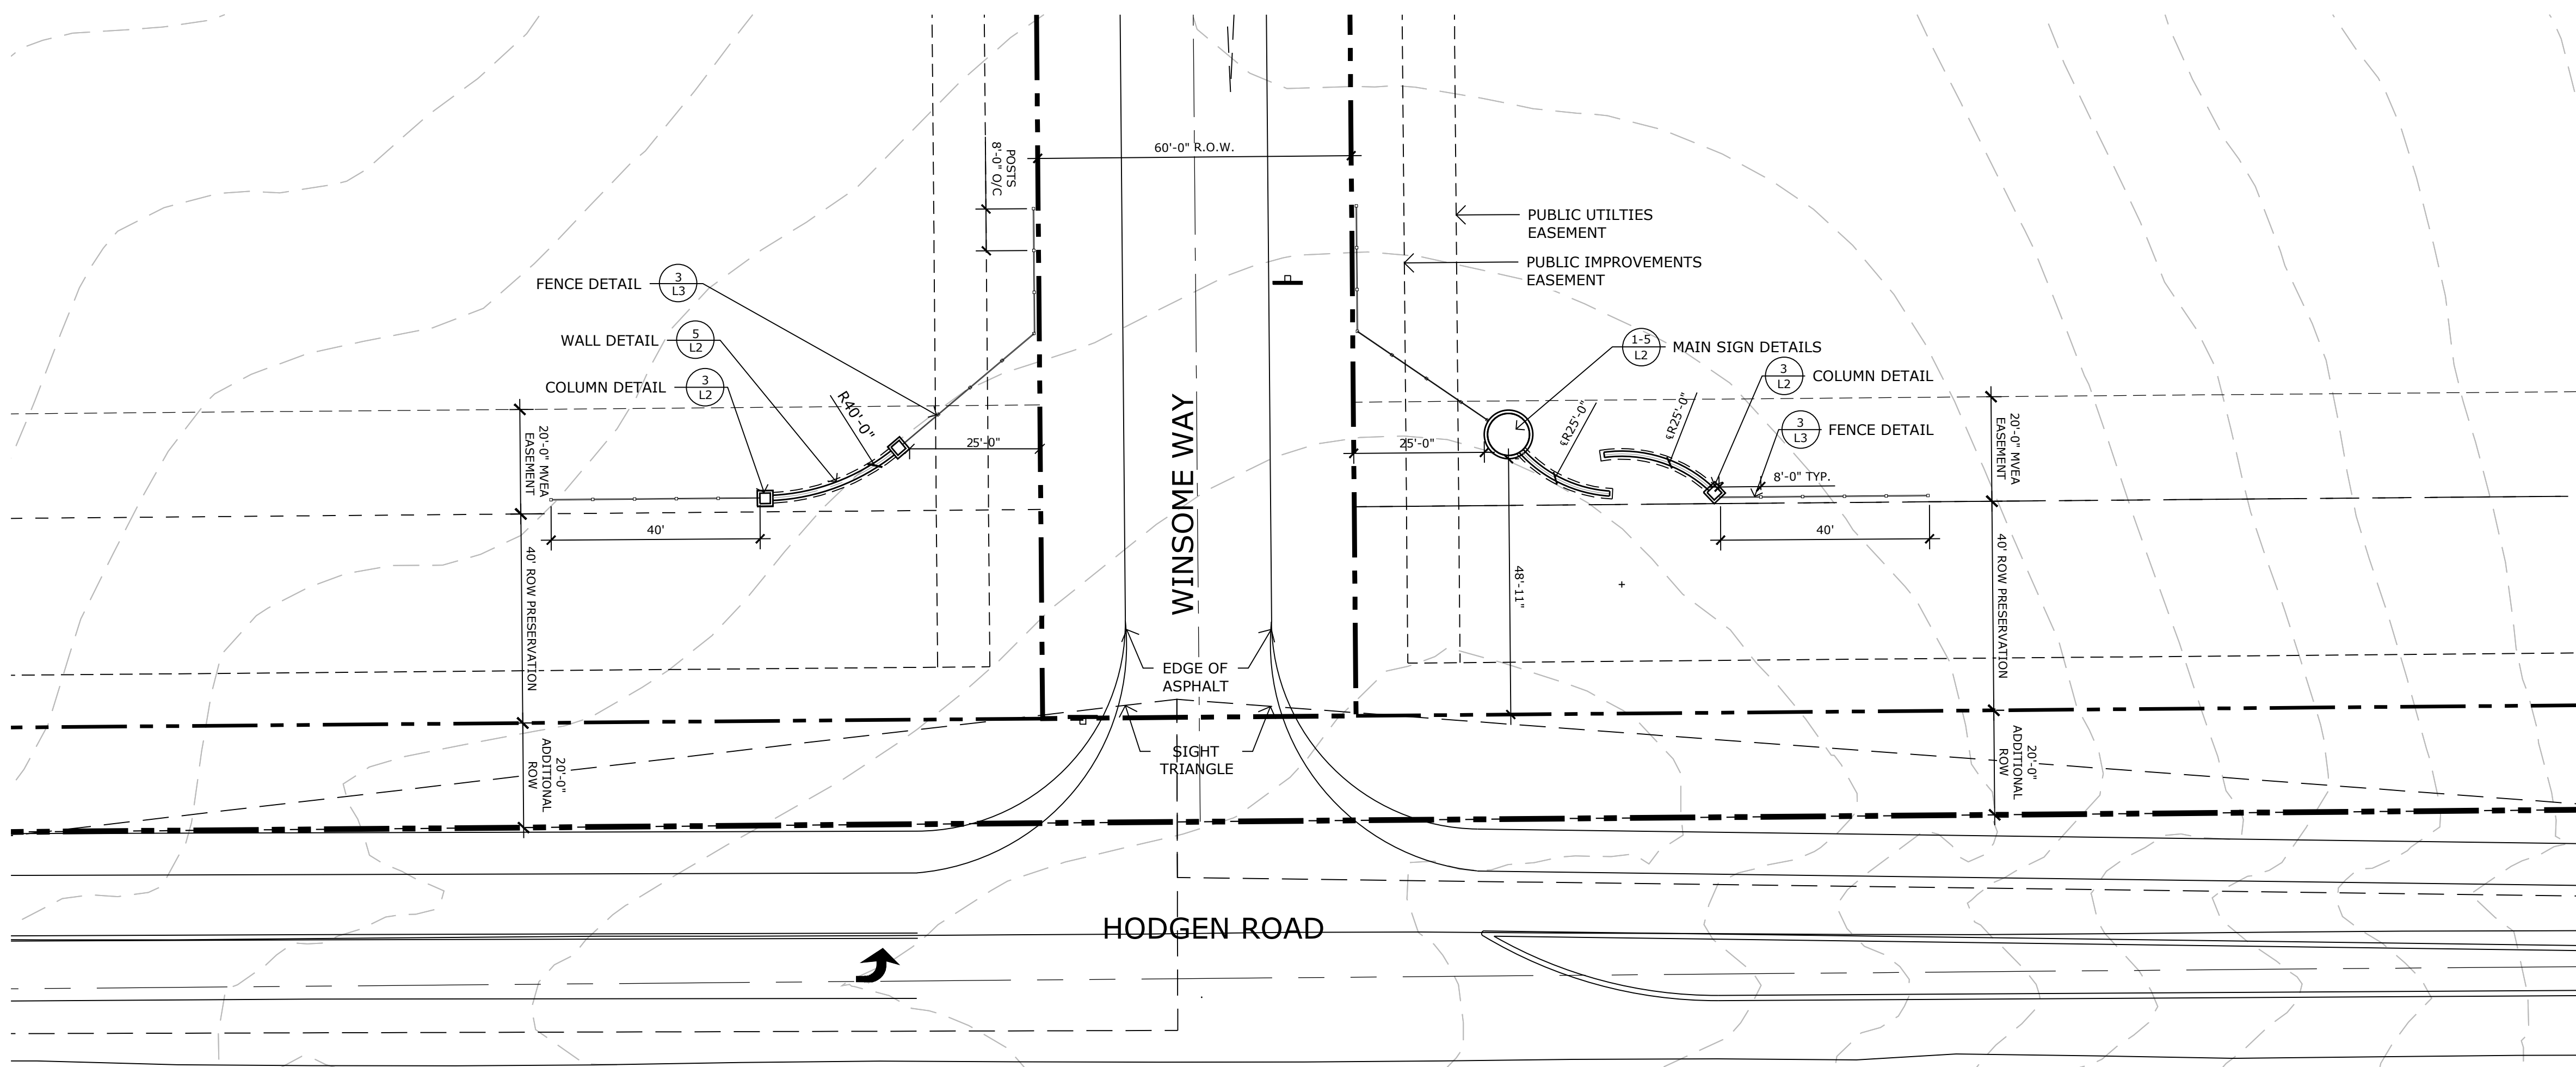 60'-0" R.O.W.
POSTS
8'-0" O/C
PUBLIC UTILTIES
EASEMENT
PUBLIC IMPROVEMENTS
EASEMENT
FENCE DETAIL
3
L3
WALL DETAIL
5
L2
COLUMN DETAIL
3
L2
R40'-0"
25'-0"
20'-0" MVEA
EASEMENT
40'
40' ROW PRESERVATION
20'-0"
ADDITIONAL
ROW
WINSOME WAY
1-5
L2
MAIN SIGN DETAILS
3
L2
COLUMN DETAIL
3
L3
FENCE DETAIL
25'-0"
℄R25'-0"
℄R25'-0"
8'-0" TYP.
40'
48'-11"
20'-0" MVEA
EASEMENT
40' ROW PRESERVATION
20'-0"
ADDITIONAL
ROW
EDGE OF
ASPHALT
SIGHT
TRIANGLE
HODGEN ROAD